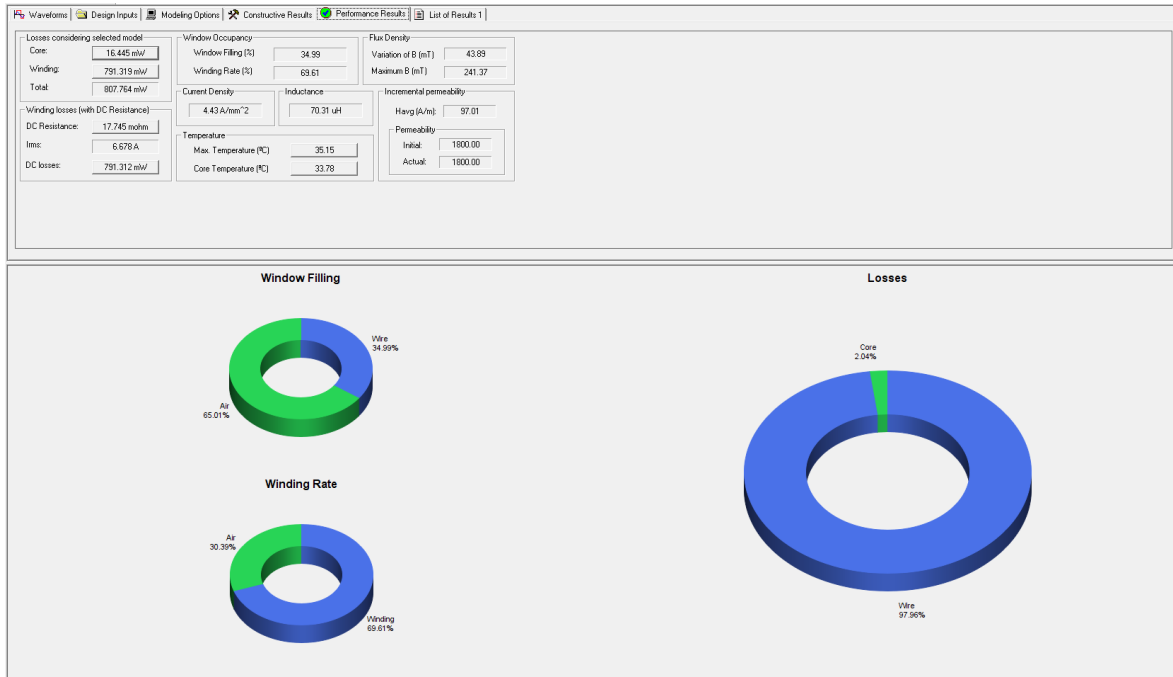 Waveforms Design Inputs Modeling Options Constructive Results Performance Results List of Results 1
Losses considering selected model
Core: 16.445 mW
Winding: 791.319 mW
Total: 807.764 mW
Winding losses (with DC Resistance)
DC Resistance: 17.745 mohm
Irms: 6.678 A
DC losses: 791.312 mW
Window Occupancy
Window Filling (%) 34.99
Winding Rate (%) 69.61
Current Density
4.43 A/mm^2
Inductance
70.31 uH
Temperature
Max. Temperature (ºC) 35.15
Core Temperature (ºC) 33.78
Flux Density
Variation of B (mT) 43.89
Maximum B (mT) 241.37
Incremental permeability
Havg (A/m): 97.01
Permeability
Initial: 1800.00
Actual: 1800.00
Window Filling
Wire
34.99%
Air
65.01%
Winding Rate
Air
30.39%
Winding
69.61%
Losses
Core
2.04%
Wire
97.96%